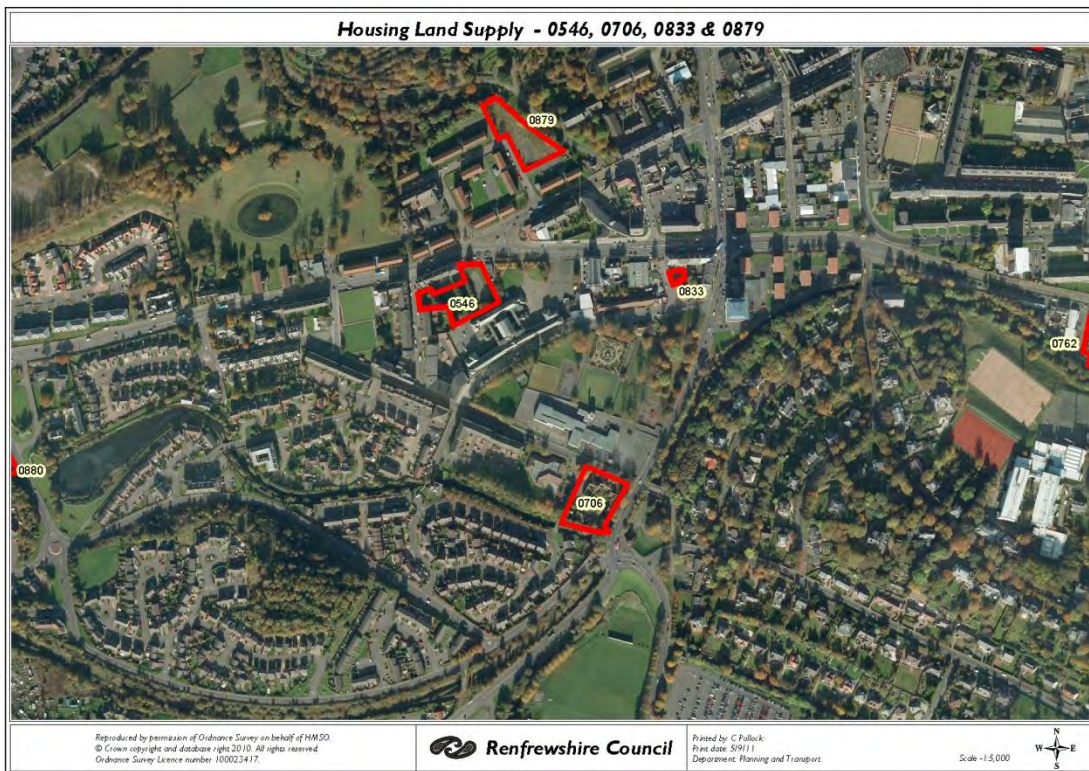 Housing Land Supply - 0546, 0706, 0833 & 0879
0879
0546
0833
0762
0880
0706
Reproduced by permission of Ordnance Survey on behalf of HMSO.
© Crown copyright and database right 2010. All rights reserved.
Ordnance Survey Licence number 100023417.
Renfrewshire Council
Printed by: C Pollock
Print date: 5/9/11
Department: Planning and Transport
Scale -1:5,000
N
W E
S